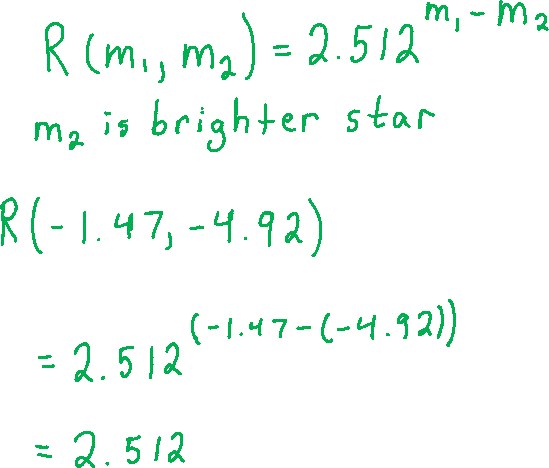 R(m₁, m₂) = 2.512^(m₁ - m₂)
m₂ is brighter star
R(-1.47, -4.92)
= 2.512^(-1.47-(-4.92))
= 2.512